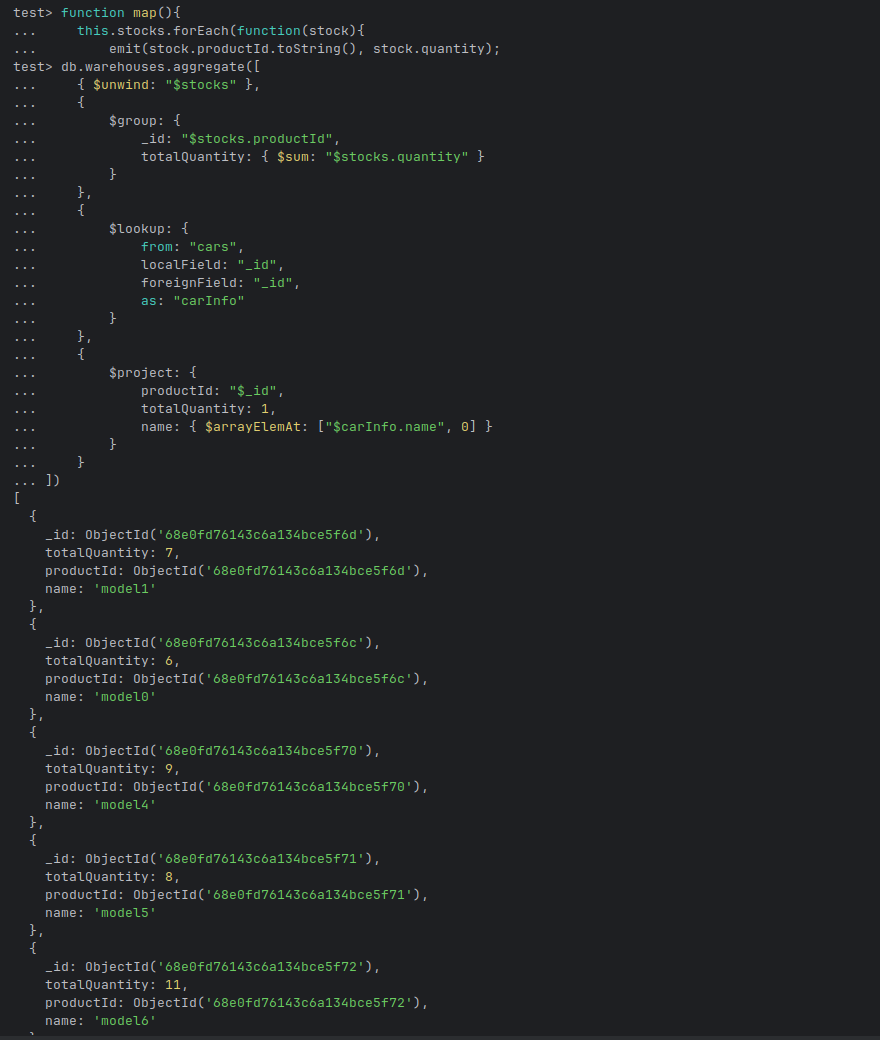 test> function map(){
...     this.stocks.forEach(function(stock){
...         emit(stock.productId.toString(), stock.quantity);
test> db.warehouses.aggregate([
...     { $unwind: "$stocks" },
...     {
...         $group: {
...             _id: "$stocks.productId",
...             totalQuantity: { $sum: "$stocks.quantity" }
...         }
...     },
...     {
...         $lookup: {
...             from: "cars",
...             localField: "_id",
...             foreignField: "_id",
...             as: "carInfo"
...         }
...     },
...     {
...         $project: {
...             productId: "$_id",
...             totalQuantity: 1,
...             name: { $arrayElemAt: ["$carInfo.name", 0] }
...         }
...     }
... ])
[
  {
    _id: ObjectId('68e0fd76143c6a134bce5f6d'),
    totalQuantity: 7,
    productId: ObjectId('68e0fd76143c6a134bce5f6d'),
    name: 'model1'
  },
  {
    _id: ObjectId('68e0fd76143c6a134bce5f6c'),
    totalQuantity: 6,
    productId: ObjectId('68e0fd76143c6a134bce5f6c'),
    name: 'model0'
  },
  {
    _id: ObjectId('68e0fd76143c6a134bce5f70'),
    totalQuantity: 9,
    productId: ObjectId('68e0fd76143c6a134bce5f70'),
    name: 'model4'
  },
  {
    _id: ObjectId('68e0fd76143c6a134bce5f71'),
    totalQuantity: 8,
    productId: ObjectId('68e0fd76143c6a134bce5f71'),
    name: 'model5'
  },
  {
    _id: ObjectId('68e0fd76143c6a134bce5f72'),
    totalQuantity: 11,
    productId: ObjectId('68e0fd76143c6a134bce5f72'),
    name: 'model6'